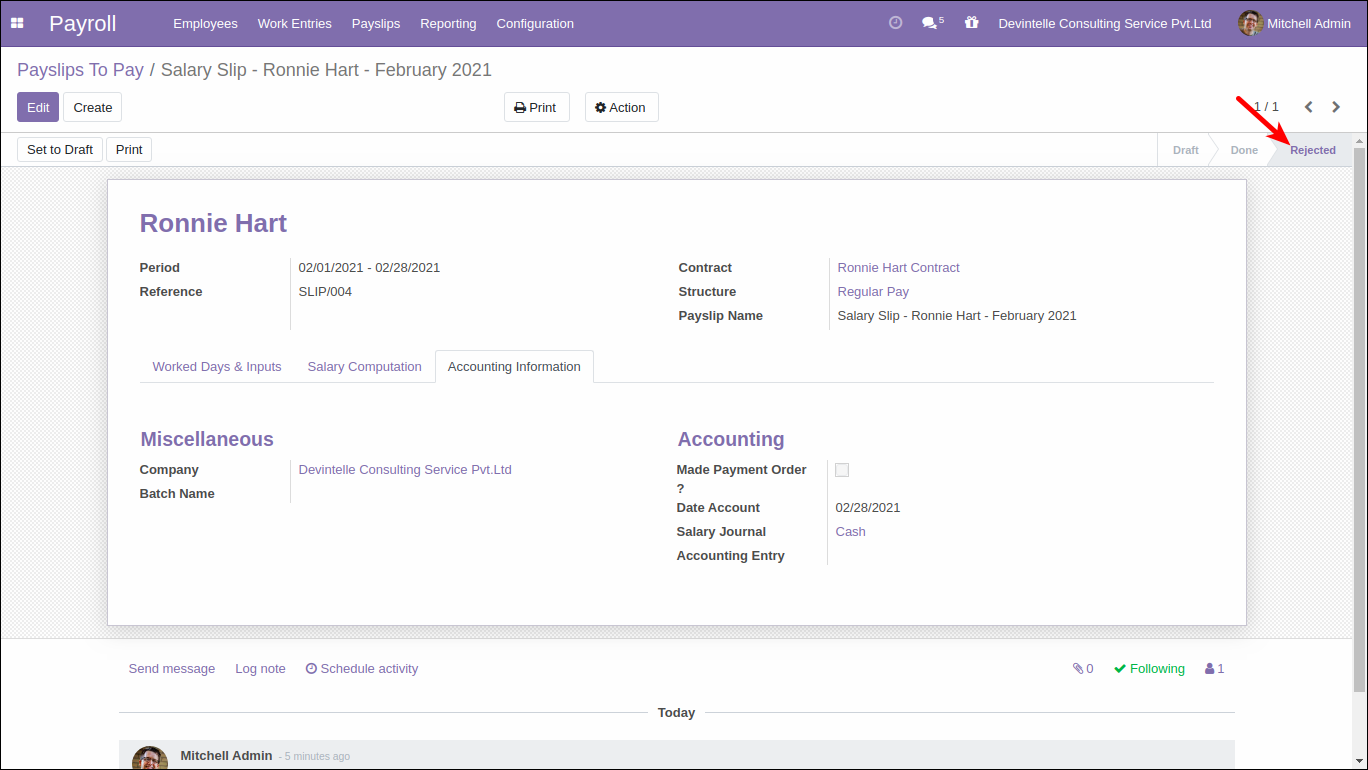 Payroll Employees Work Entries Payslips Reporting Configuration 5 Devintelle Consulting Service Pvt.Ltd Mitchell Admin
Payslips To Pay / Salary Slip - Ronnie Hart - February 2021
Edit Create Print Action 1 / 1
Set to Draft Print Draft Done Rejected
Ronnie Hart
Period 02/01/2021 - 02/28/2021 Contract Ronnie Hart Contract
Reference SLIP/004 Structure Regular Pay
Payslip Name Salary Slip - Ronnie Hart - February 2021
Worked Days & Inputs Salary Computation Accounting Information
Miscellaneous Accounting
Company Devintelle Consulting Service Pvt.Ltd Made Payment Order
?
Batch Name
Date Account 02/28/2021
Salary Journal Cash
Accounting Entry
Send message Log note Schedule activity 0 Following 1
Today
Mitchell Admin - 5 minutes ago